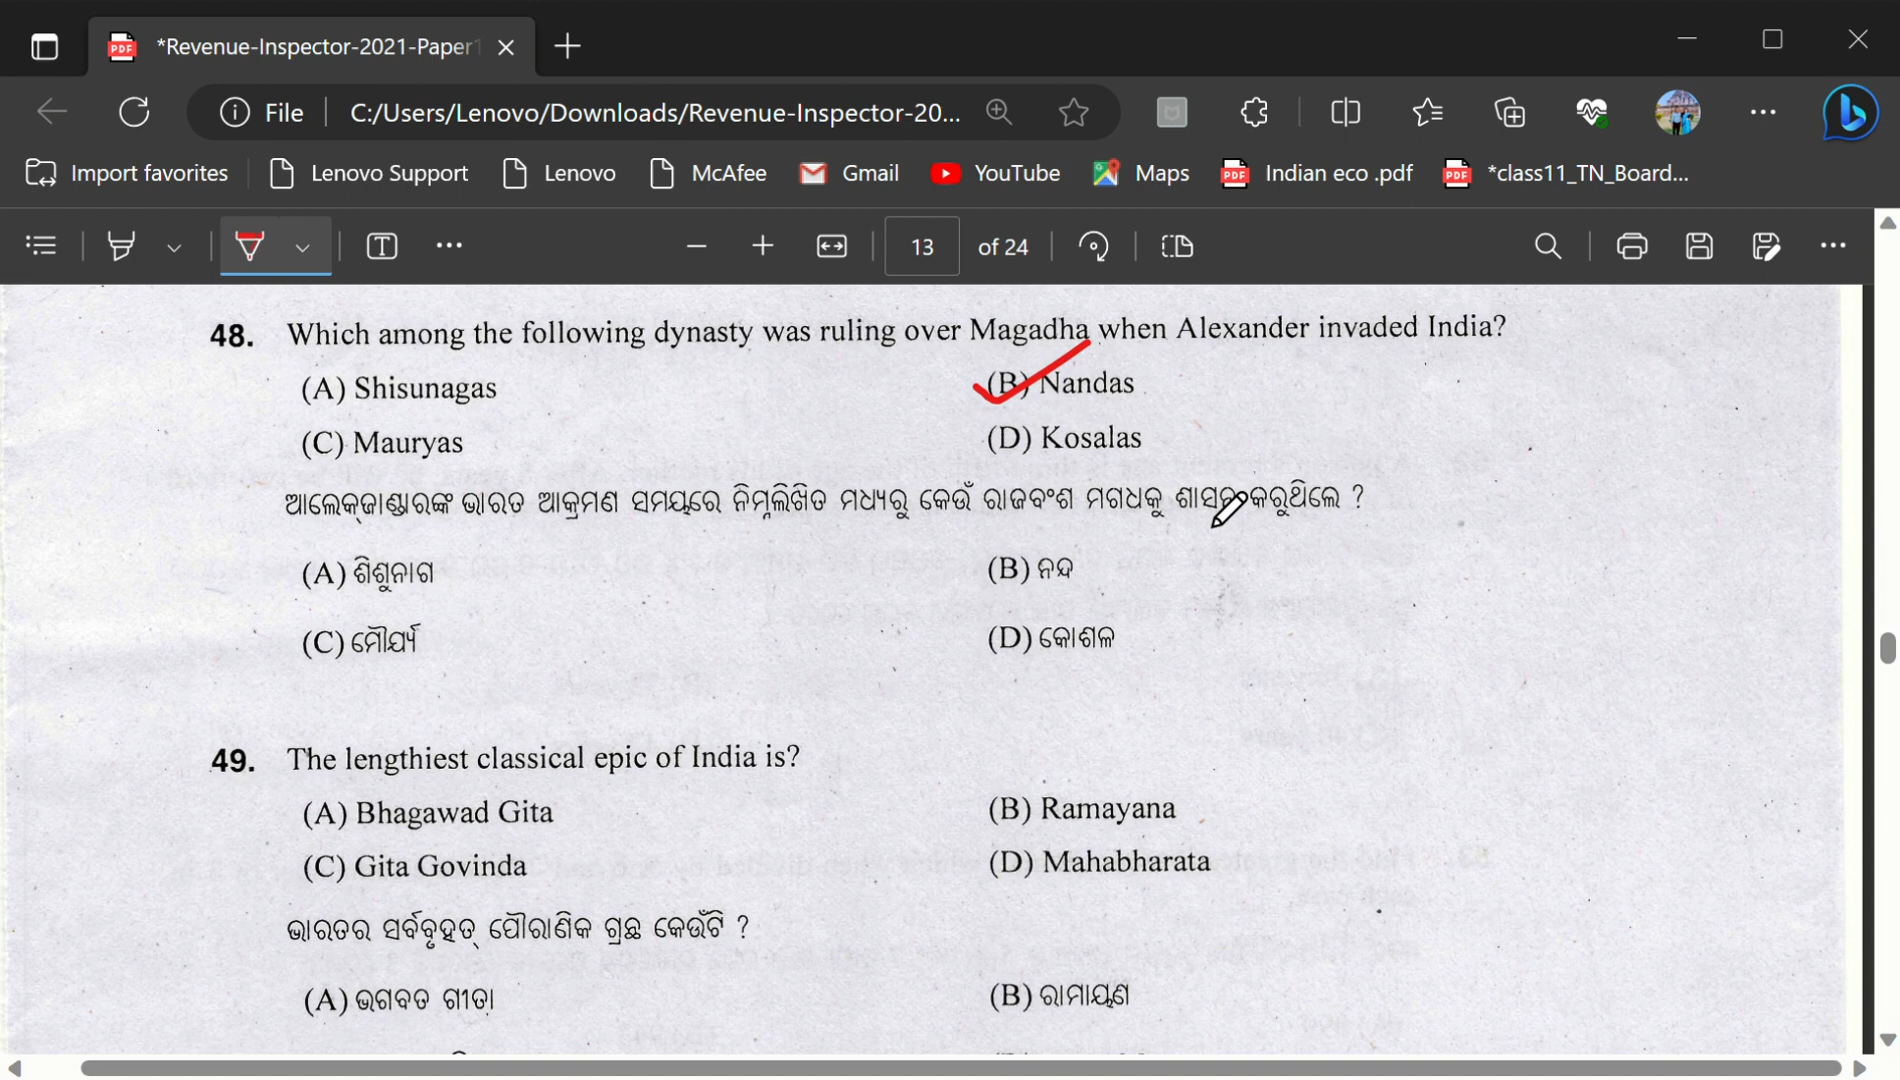 *Revenue-Inspector-2021-Paper1
File C:/Users/Lenovo/Downloads/Revenue-Inspector-20...
Import favorites Lenovo Support Lenovo McAfee Gmail YouTube Maps Indian eco .pdf *class11_TN_Board...
13 of 24
48. Which among the following dynasty was ruling over Magadha when Alexander invaded India?
(A) Shisunagas (B) Nandas
(C) Mauryas (D) Kosalas
ଆଲେକ୍‌ଜାଣ୍ଡାରଙ୍କ ଭାରତ ଆକ୍ରମଣ ସମୟରେ ନିମ୍ନଲିଖିତ ମଧ୍ୟରୁ କେଉଁ ରାଜବଂଶ ମଗଧକୁ ଶାସନ କରୁଥିଲେ ?
(A) ଶିଶୁନାଗ (B) ନନ୍ଦ
(C) ମୌର୍ଯ୍ୟ (D) କୋଶଳ
49. The lengthiest classical epic of India is?
(A) Bhagawad Gita (B) Ramayana
(C) Gita Govinda (D) Mahabharata
ଭାରତର ସର୍ବବୃହତ୍ ପୌରାଣିକ ଗ୍ରନ୍ଥ କେଉଁଟି ?
(A) ଭଗବତ ଗୀତା (B) ରାମାୟଣ